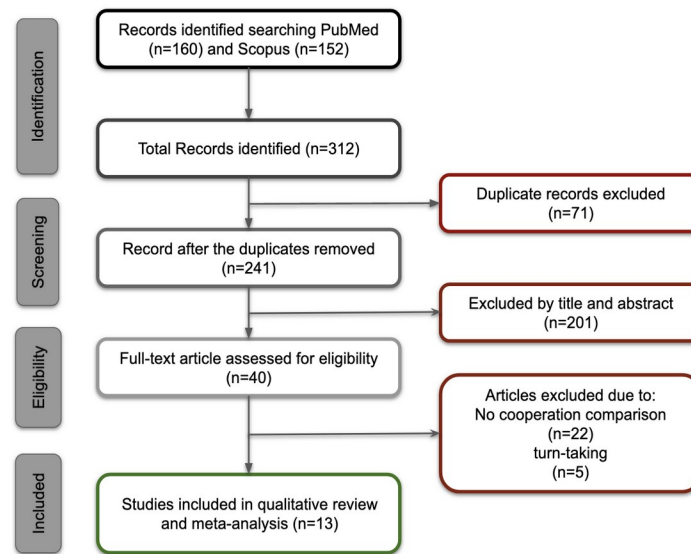 Identification
Records identified searching PubMed
(n=160) and Scopus (n=152)
Total Records identified (n=312)
Duplicate records excluded
(n=71)
Screening
Record after the duplicates removed
(n=241)
Excluded by title and abstract
(n=201)
Eligibility
Full-text article assessed for eligibility
(n=40)
Articles excluded due to:
No cooperation comparison
(n=22)
turn-taking
(n=5)
Included
Studies included in qualitative review
and meta-analysis (n=13)